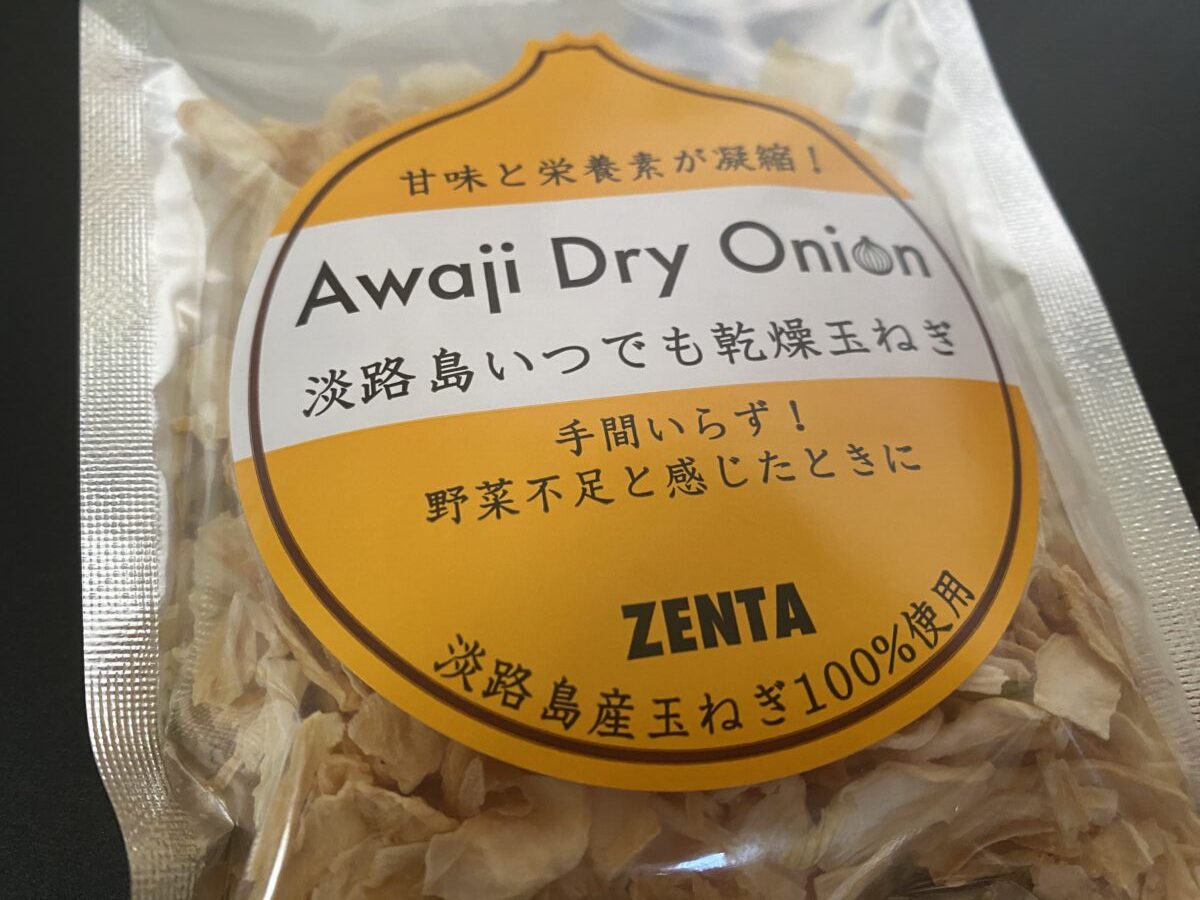 甘味と栄養素が凝縮！
Awaji Dry Onion
淡路島いつでも乾燥玉ねぎ
手間いらず！
野菜不足と感じたときに
ZENTA
淡路島産玉ねぎ100%使用